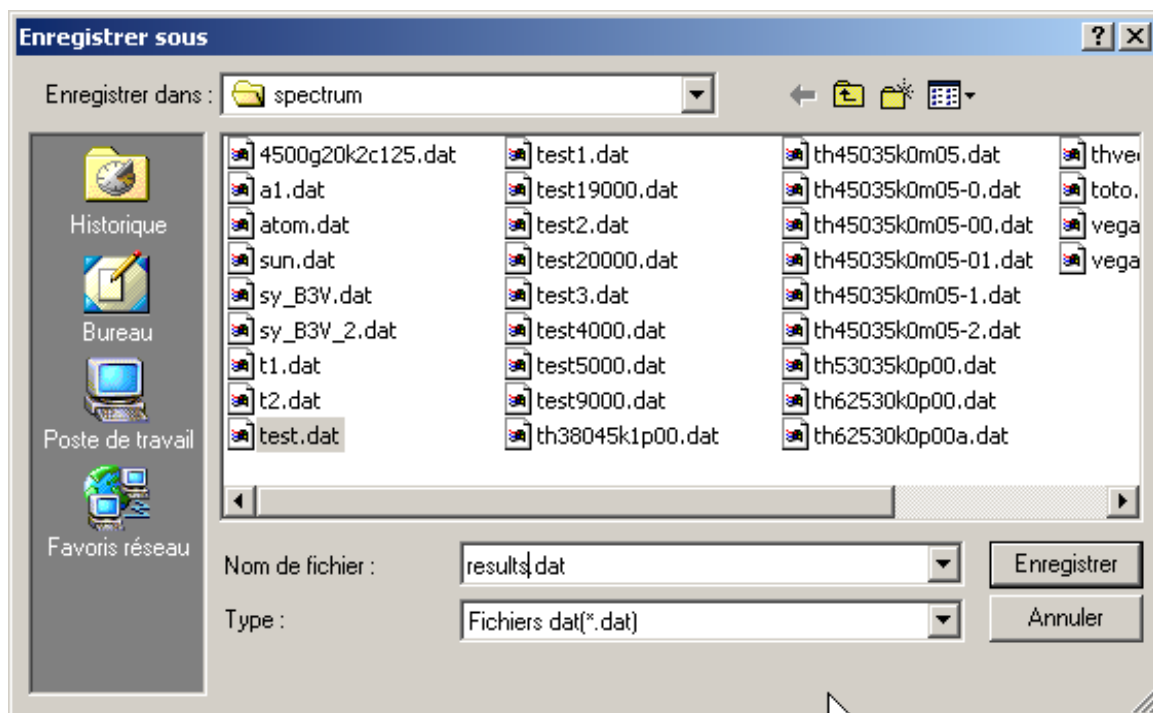 Enregistrer sous
Enregistrer dans : spectrum
Historique
Bureau
Poste de travail
Favoris réseau
4500g20k2c125.dat
a1.dat
atom.dat
sun.dat
sy_B3V.dat
sy_B3V_2.dat
t1.dat
t2.dat
test.dat
test1.dat
test19000.dat
test2.dat
test20000.dat
test3.dat
test4000.dat
test5000.dat
test9000.dat
th38045k1p00.dat
th45035k0m05.dat
th45035k0m05-0.dat
th45035k0m05-00.dat
th45035k0m05-01.dat
th45035k0m05-1.dat
th45035k0m05-2.dat
th53035k0p00.dat
th62530k0p00.dat
th62530k0p00a.dat
toto.
vega
vega
Nom de fichier : results.dat
Enregistrer
Type : Fichiers dat(*.dat)
Annuler